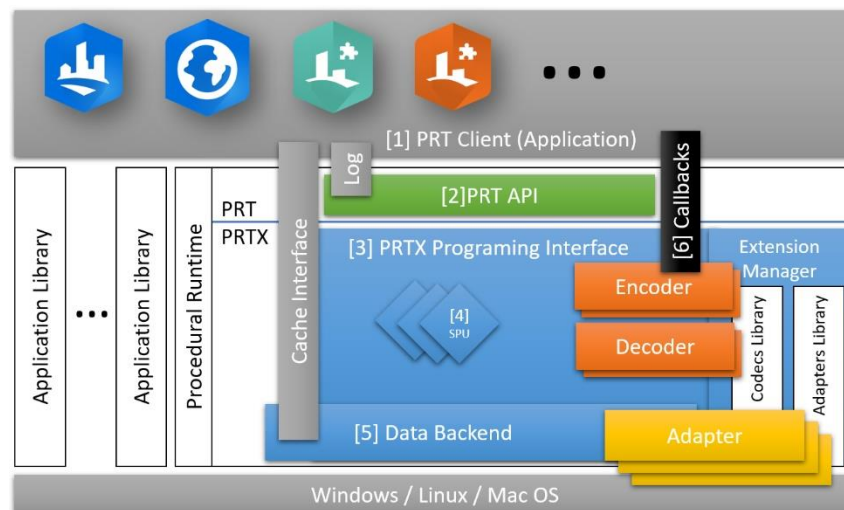 [1] PRT Client (Application)
Log
[2]PRT API
[6] Callbacks
Application Library
Application Library
Procedural Runtime
PRT
PRTX
Cache Interface
[3] PRTX Programing Interface
Extension
Manager
Encoder
[4]
SPU
Decoder
Codecs Library
Adapters Library
[5] Data Backend
Adapter
Windows / Linux / Mac OS